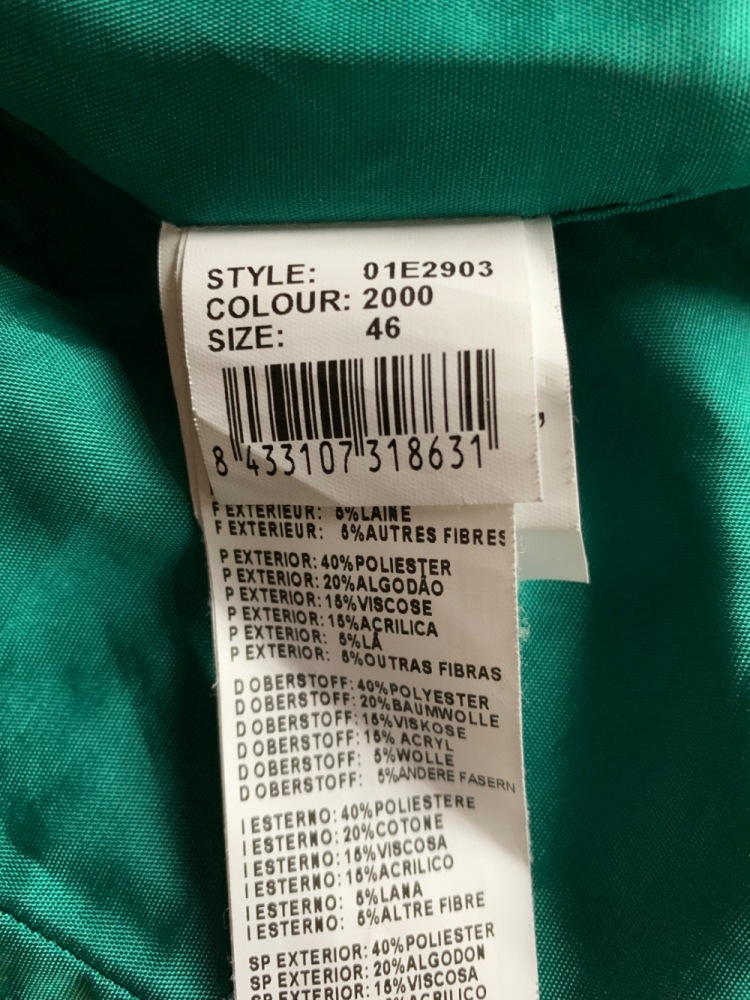 STYLE: 01E2903
COLOUR: 2000
SIZE: 46
8 433107 318631
F EXTERIEUR: 5%LAINE
F EXTERIEUR: 5%AUTRES FIBRES
P EXTERIOR: 40%POLIESTER
P EXTERIOR: 20%ALGODÃO
P EXTERIOR: 15%VISCOSE
P EXTERIOR: 15%ACRILICA
P EXTERIOR: 5%LÃ
P EXTERIOR: 5%OUTRAS FIBRAS
D OBERSTOFF: 40%POLYESTER
D OBERSTOFF: 20%BAUMWOLLE
D OBERSTOFF: 15%VISKOSE
D OBERSTOFF: 15% ACRYL
D OBERSTOFF: 5%WOLLE
D OBERSTOFF: 5%ANDERE FASERN
I ESTERNO: 40%POLIESTERE
I ESTERNO: 20%COTONE
I ESTERNO: 15%VISCOSA
I ESTERNO: 15%ACRILICO
I ESTERNO: 5%LANA
I ESTERNO: 5%ALTRE FIBRE
SP EXTERIOR: 40%POLIESTER
SP EXTERIOR: 20%ALGODON
SP EXTERIOR: 15%VISCOSA
ACRILICO